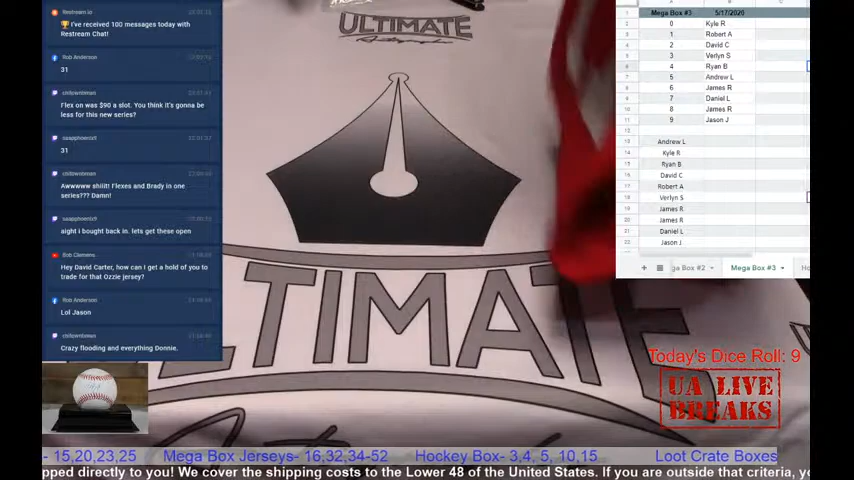 Restream.io
🏆 I've received 100 messages today with
Restream Chat!
Rob Anderson
31
Flex on was $90 a slot. You think it's gonna be
less for this new series?
31
Awwwww shiiit! Flexes and Brady in one
series??? Damn!
aight i bought back in. lets get these open
Bob Clemens
Hey David Carter, how can I get a hold of you to
trade for that Ozzie jersey?
Rob Anderson
Lol Jason
Crazy flooding and everything Donnie.
ULTIMATE
ULTIMATE
Mega Box #3 5/17/2020
0 Kyle R
1 Robert A
2 David C
3 Verlyn S
4 Ryan B
5 Andrew L
6 James R
7 Daniel L
8 James R
9 Jason J
Andrew L
Kyle R
Ryan B
David C
Robert A
Verlyn S
James R
James R
Daniel L
Jason J
ga Box #2 Mega Box #3
Today's Dice Roll: 9
UA LIVE
BREAKS
- 15,20,23,25 Mega Box Jerseys- 16,32,34-52 Hockey Box- 3,4, 5, 10,15 Loot Crate Boxes
pped directly to you! We cover the shipping costs to the Lower 48 of the United States. If you are outside that criteria, yo